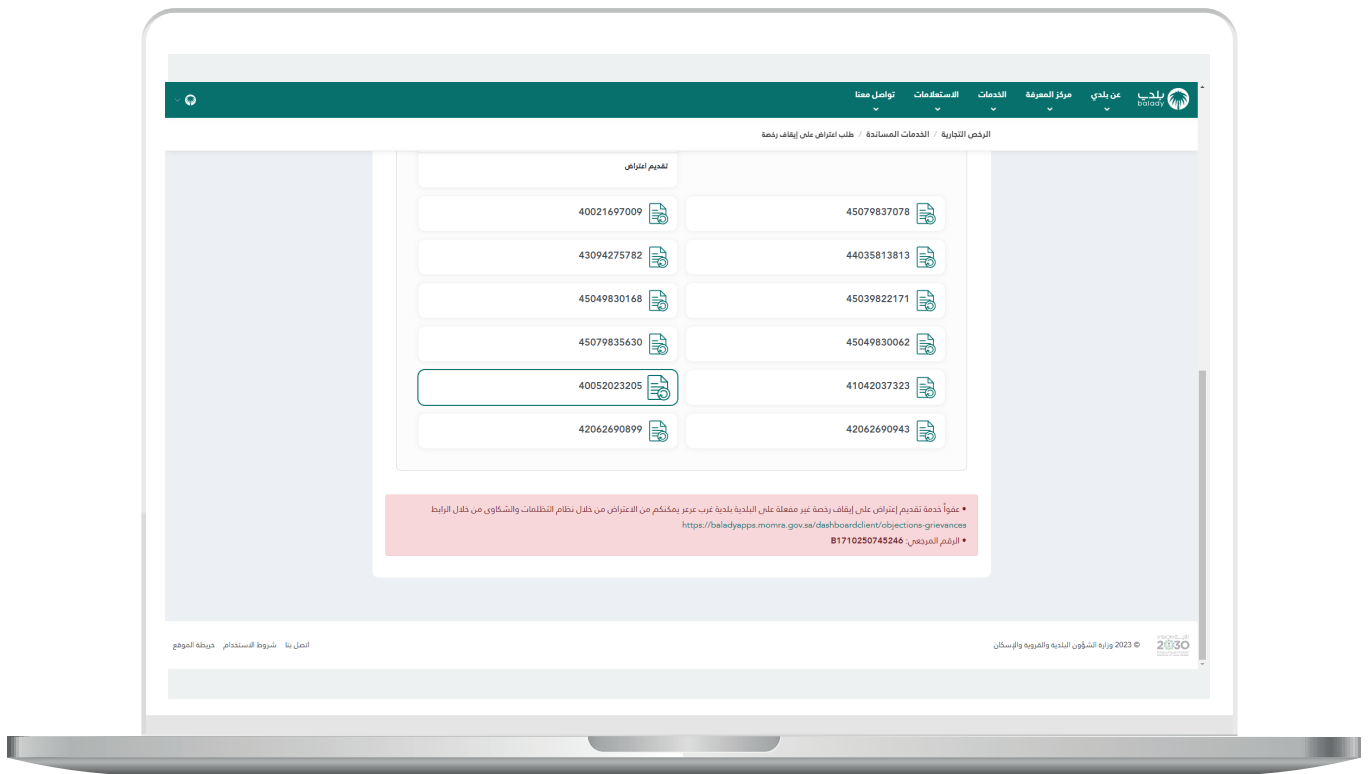 بلدي
balady
عن بلدي
مركز المعرفة
الخدمات
الاستعلامات
تواصل معنا
الرخص التجارية / الخدمات المساندة / طلب اعتراض على إيقاف رخصة
تقديم اعتراض
45079837078
40021697009
44035813813
43094275782
45039822171
45049830168
45049830062
45079835630
41042037323
40052023205
42062690943
42062690899
• عفواً خدمة تقديم إعتراض على إيقاف رخصة غير مفعلة على البلدية بلدية غرب عرعر يمكنكم من الاعتراض من خلال نظام التظلمات والشكاوى من خلال الرابط
https://baladyapps.momra.gov.sa/dashboardclient/objections-grievances
• الرقم المرجعي: B1710250745246
2030
© 2023 وزارة الشؤون البلدية والقروية والإسكان
اتصل بنا
شروط الاستخدام
خريطة الموقع